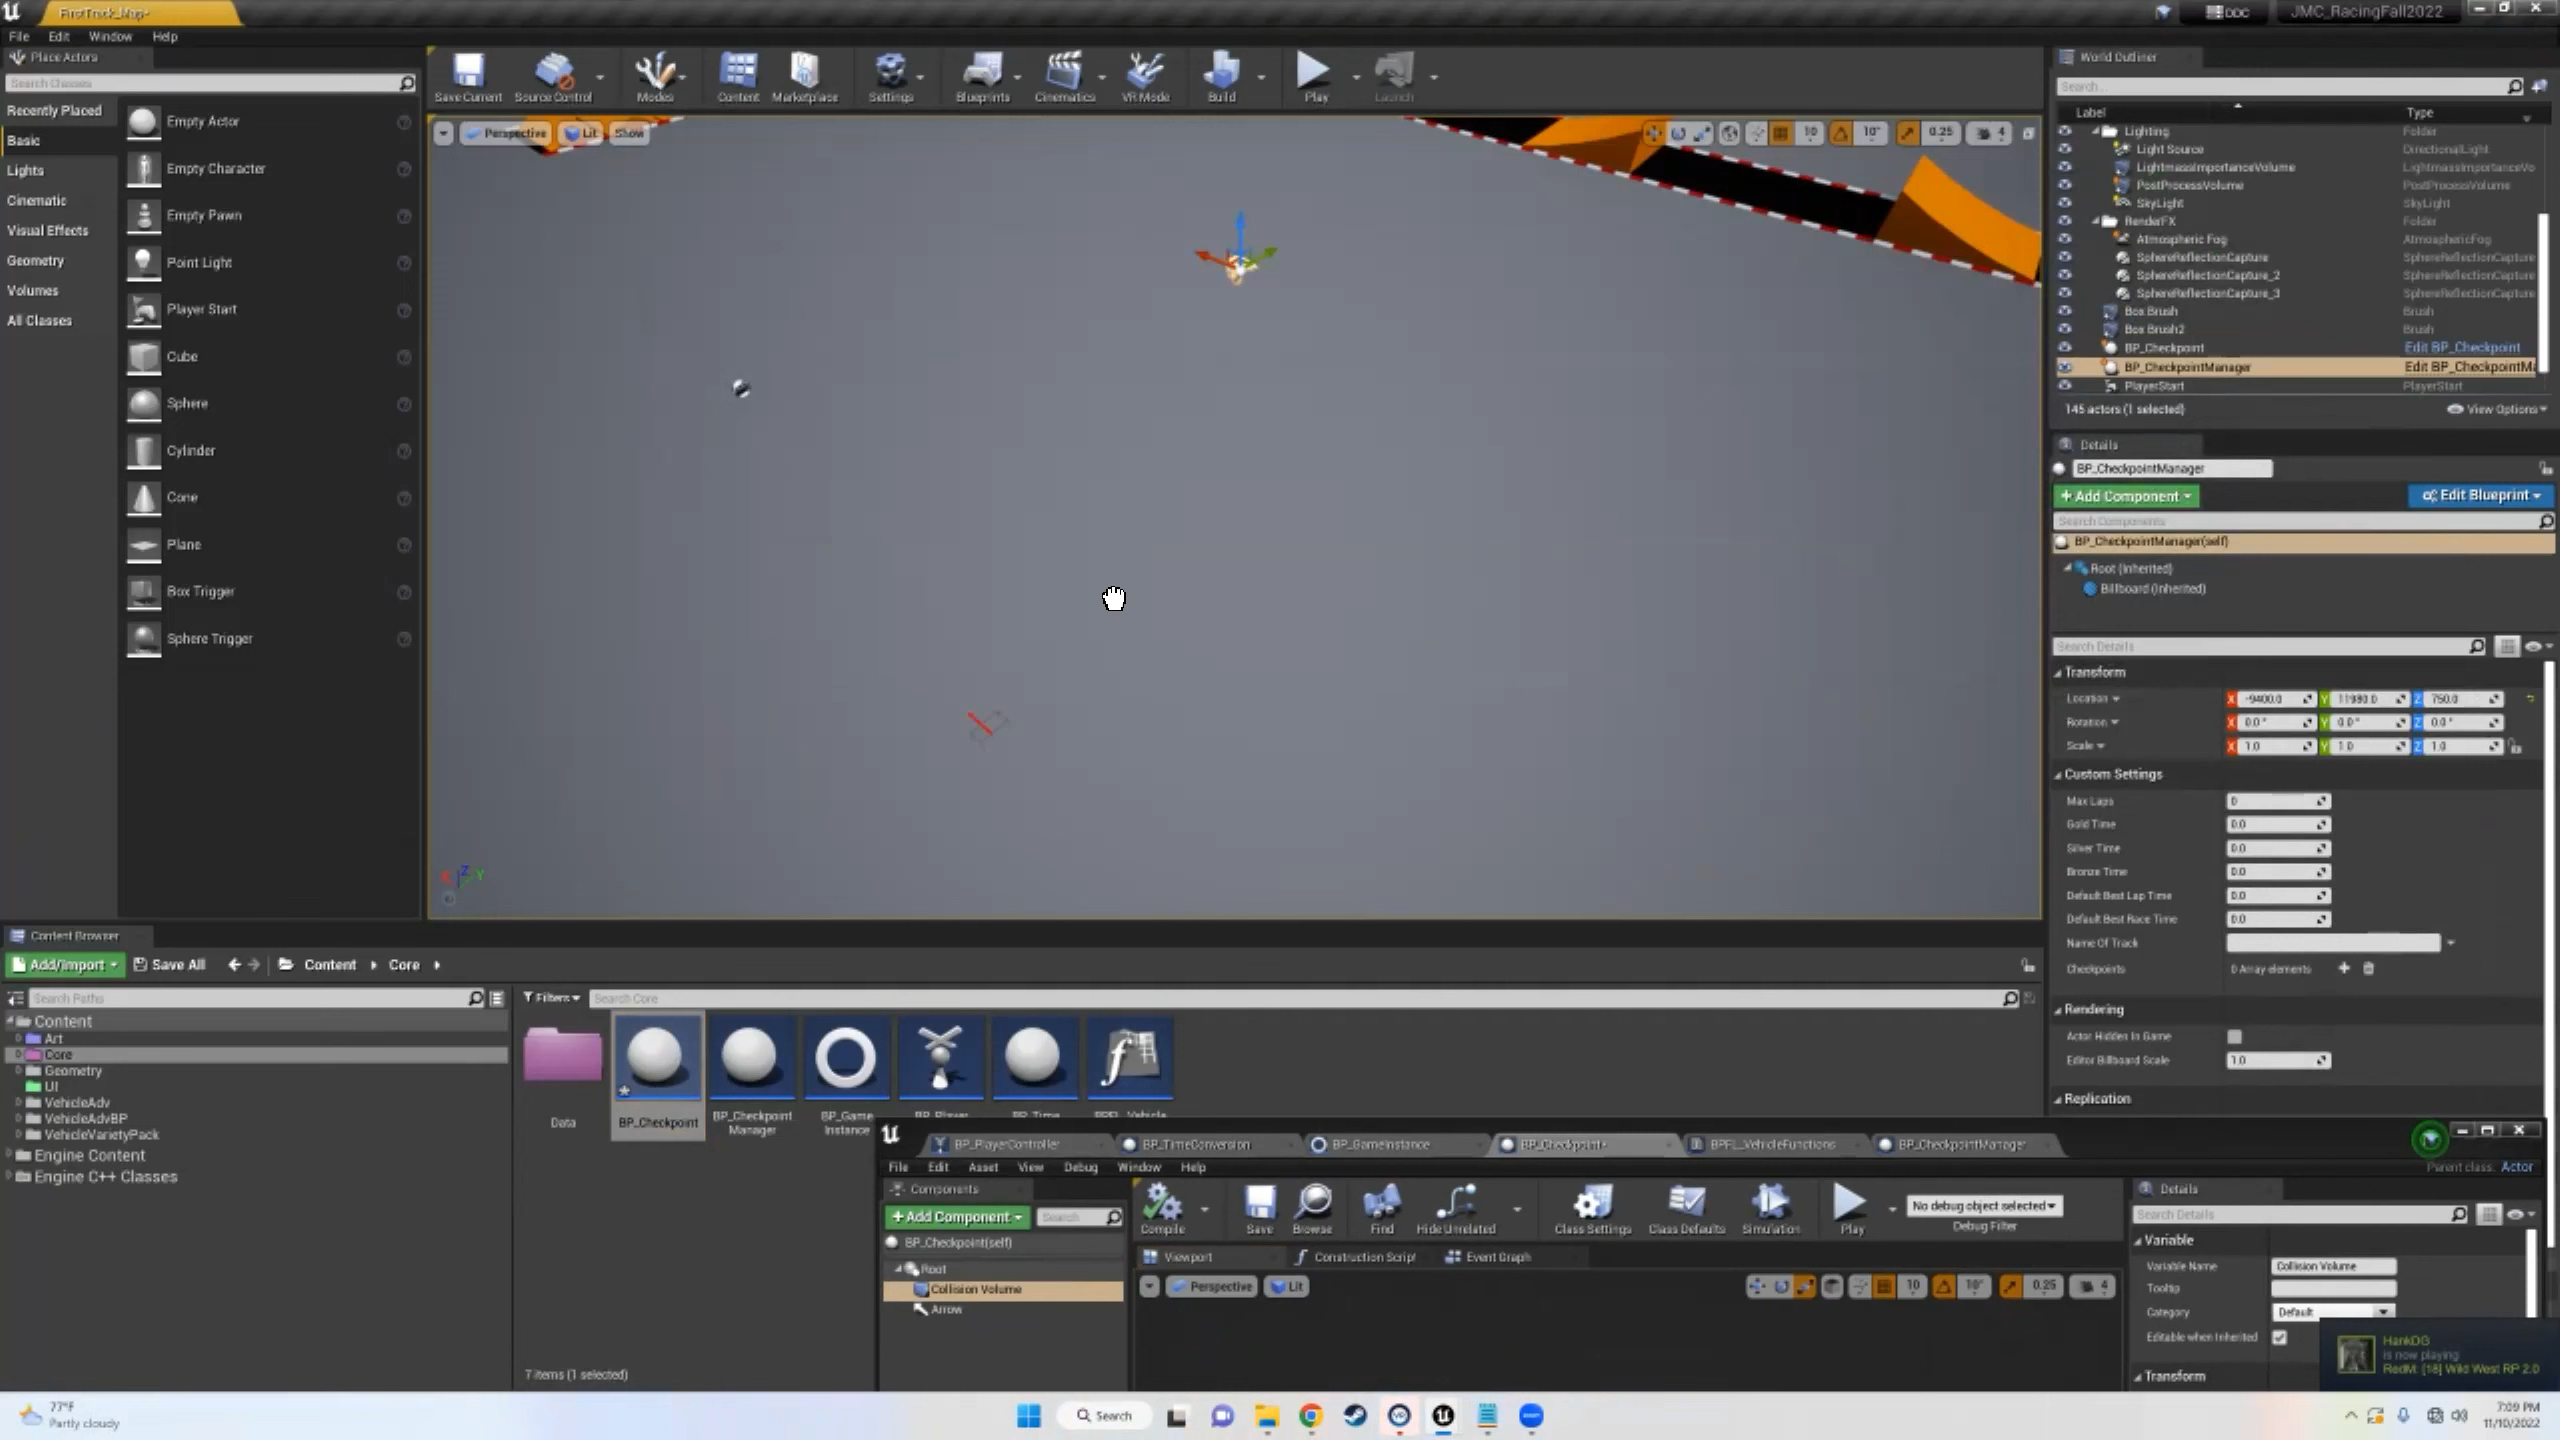 FirstTrack_Map•
DDC
JMC_RacingFall2022
File Edit Window Help
Place Actors
Search Classes
Recently Placed
Basic
Lights
Cinematic
Visual Effects
Geometry
Volumes
All Classes
Empty Actor
Empty Character
Empty Pawn
Point Light
Player Start
Cube
Sphere
Cylinder
Cone
Plane
Box Trigger
Sphere Trigger
Save Current Source Control Modes Content Marketplace Settings Blueprints Cinematics VR Mode Build Play Launch
Perspective Lit Show
10 10° 0.25 4
X Z Y
World Outliner
Search...
Label Type
Lighting Folder
Light Source DirectionalLight
LightmassImportanceVolume LightmassImportanceVo
PostProcessVolume PostProcessVolume
SkyLight SkyLight
RenderFX Folder
Atmospheric Fog AtmosphericFog
SphereReflectionCapture SphereReflectionCapture
SphereReflectionCapture_2 SphereReflectionCapture
SphereReflectionCapture_3 SphereReflectionCapture
Box Brush Brush
Box Brush2 Brush
BP_Checkpoint Edit BP_Checkpoint
BP_CheckpointManager Edit BP_CheckpointMa
PlayerStart PlayerStart
145 actors (1 selected) View Options
Details
BP_CheckpointManager
+ Add Component Edit Blueprint
Search Components
BP_CheckpointManager(self)
Root (Inherited)
Billboard (Inherited)
Search Details
Transform
Location X -9400.0 Y 11980.0 Z 750.0
Rotation X 0.0° Y 0.0° Z 0.0°
Scale X 1.0 Y 1.0 Z 1.0
Custom Settings
Max Laps 0
Gold Time 0.0
Silver Time 0.0
Bronze Time 0.0
Default Best Lap Time 0.0
Default Best Race Time 0.0
Name Of Track
Checkpoints 0 Array elements
Rendering
Actor Hidden In Game
Editor Billboard Scale 1.0
Replication
Content Browser
Add/Import Save All Content Core
Search Paths
Filters Search Core
Content
Art
Core
Geometry
UI
VehicleAdv
VehicleAdvBP
VehicleVarietyPack
Engine Content
Engine C++ Classes
Data
BP_Checkpoint
BP_Checkpoint
Manager
BP_Game
Instance
BP_Player
BP_Time
BPFL_Vehicle
7 items (1 selected)
BP_PlayerController BP_TimeConversion BP_GameInstance BP_Checkpoint• BPFL_VehicleFunctions BP_CheckpointManager
File Edit Asset View Debug Window Help
Parent class: Actor
Components
+ Add Component Search
BP_Checkpoint(self)
Root
Collision Volume
Arrow
Compile Save Browse Find Hide Unrelated Class Settings Class Defaults Simulation Play
No debug object selected
Debug Filter
Viewport Construction Script Event Graph
Perspective Lit
10 10° 0.25 4
Details
Search Details
Variable
Variable Name Collision Volume
Tooltip
Category Default
Editable when Inherited
Transform
HankDG
is now playing
RedM: [18] Wild West RP 2.0
77°F
Partly cloudy
Search
7:09 PM
11/10/2022